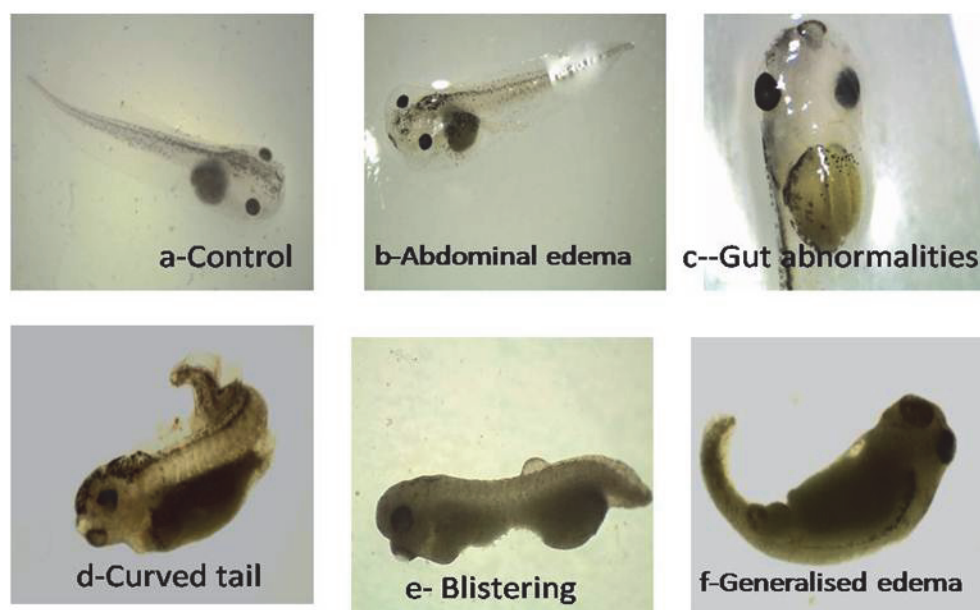 a-Control
b-Abdominal edema
c--Gut abnormalities
d-Curved tail
e- Blistering
f-Generalised edema